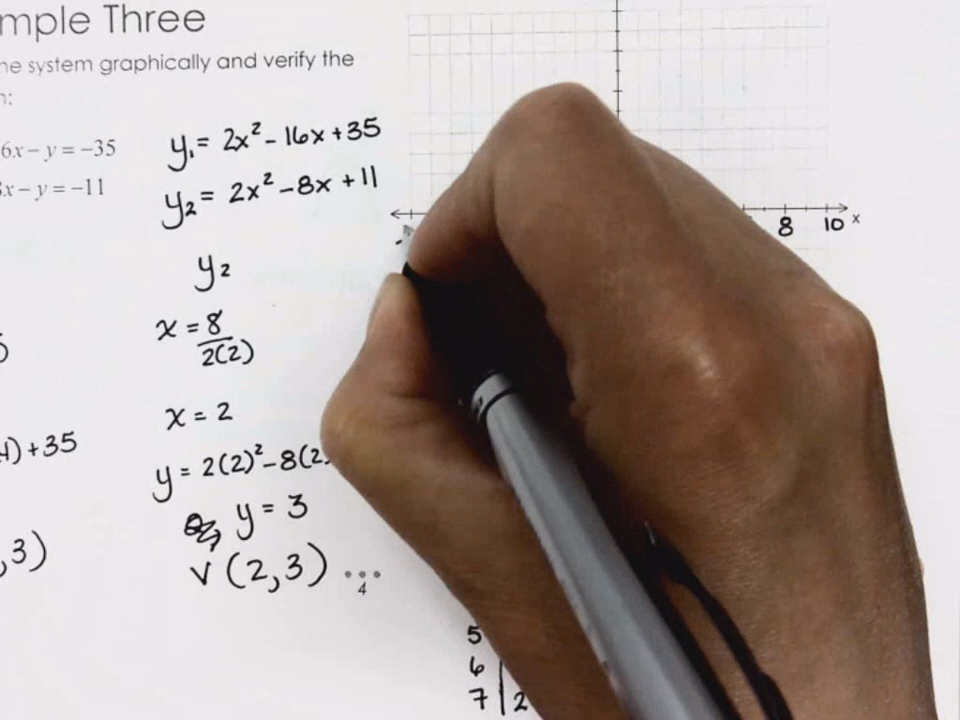 mple Three
he system graphically and verify the
n:
6x − y = −35
x − y = −11
y₁ = 2x² − 16x + 35
y₂ = 2x² − 8x + 11
y₂
x = 8
2(2)
x = 2
4) + 35
y = 2(2)² − 8(2
y = 3
,3)
V (2,3)
4
5
6
7 | 2
8 10 x